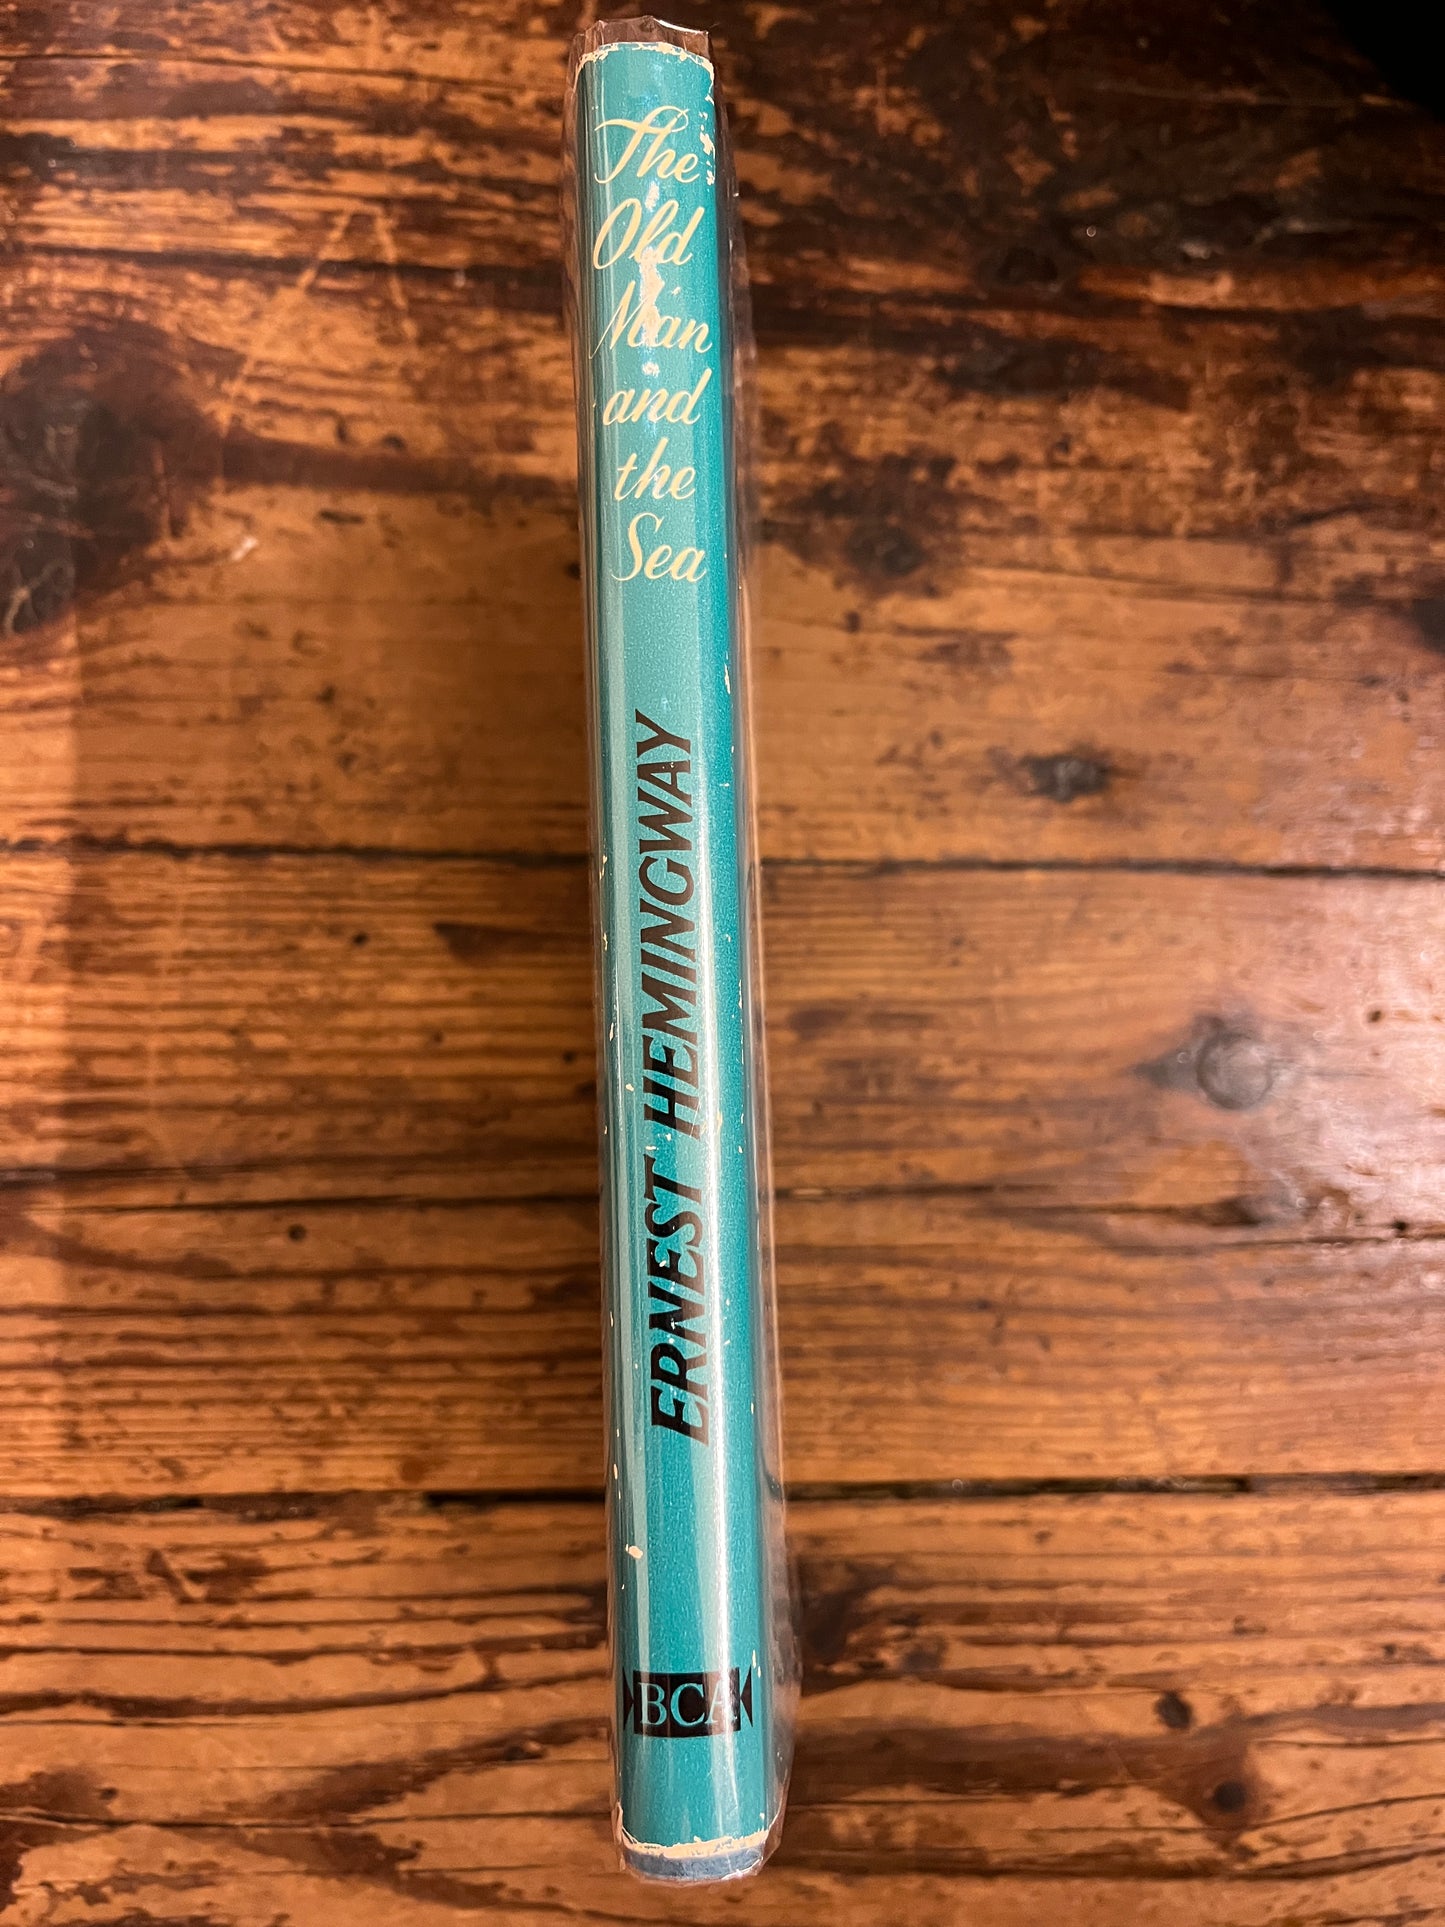 The
Old
Man
and
the
Sea
ERNEST HEMINGWAY
BCA